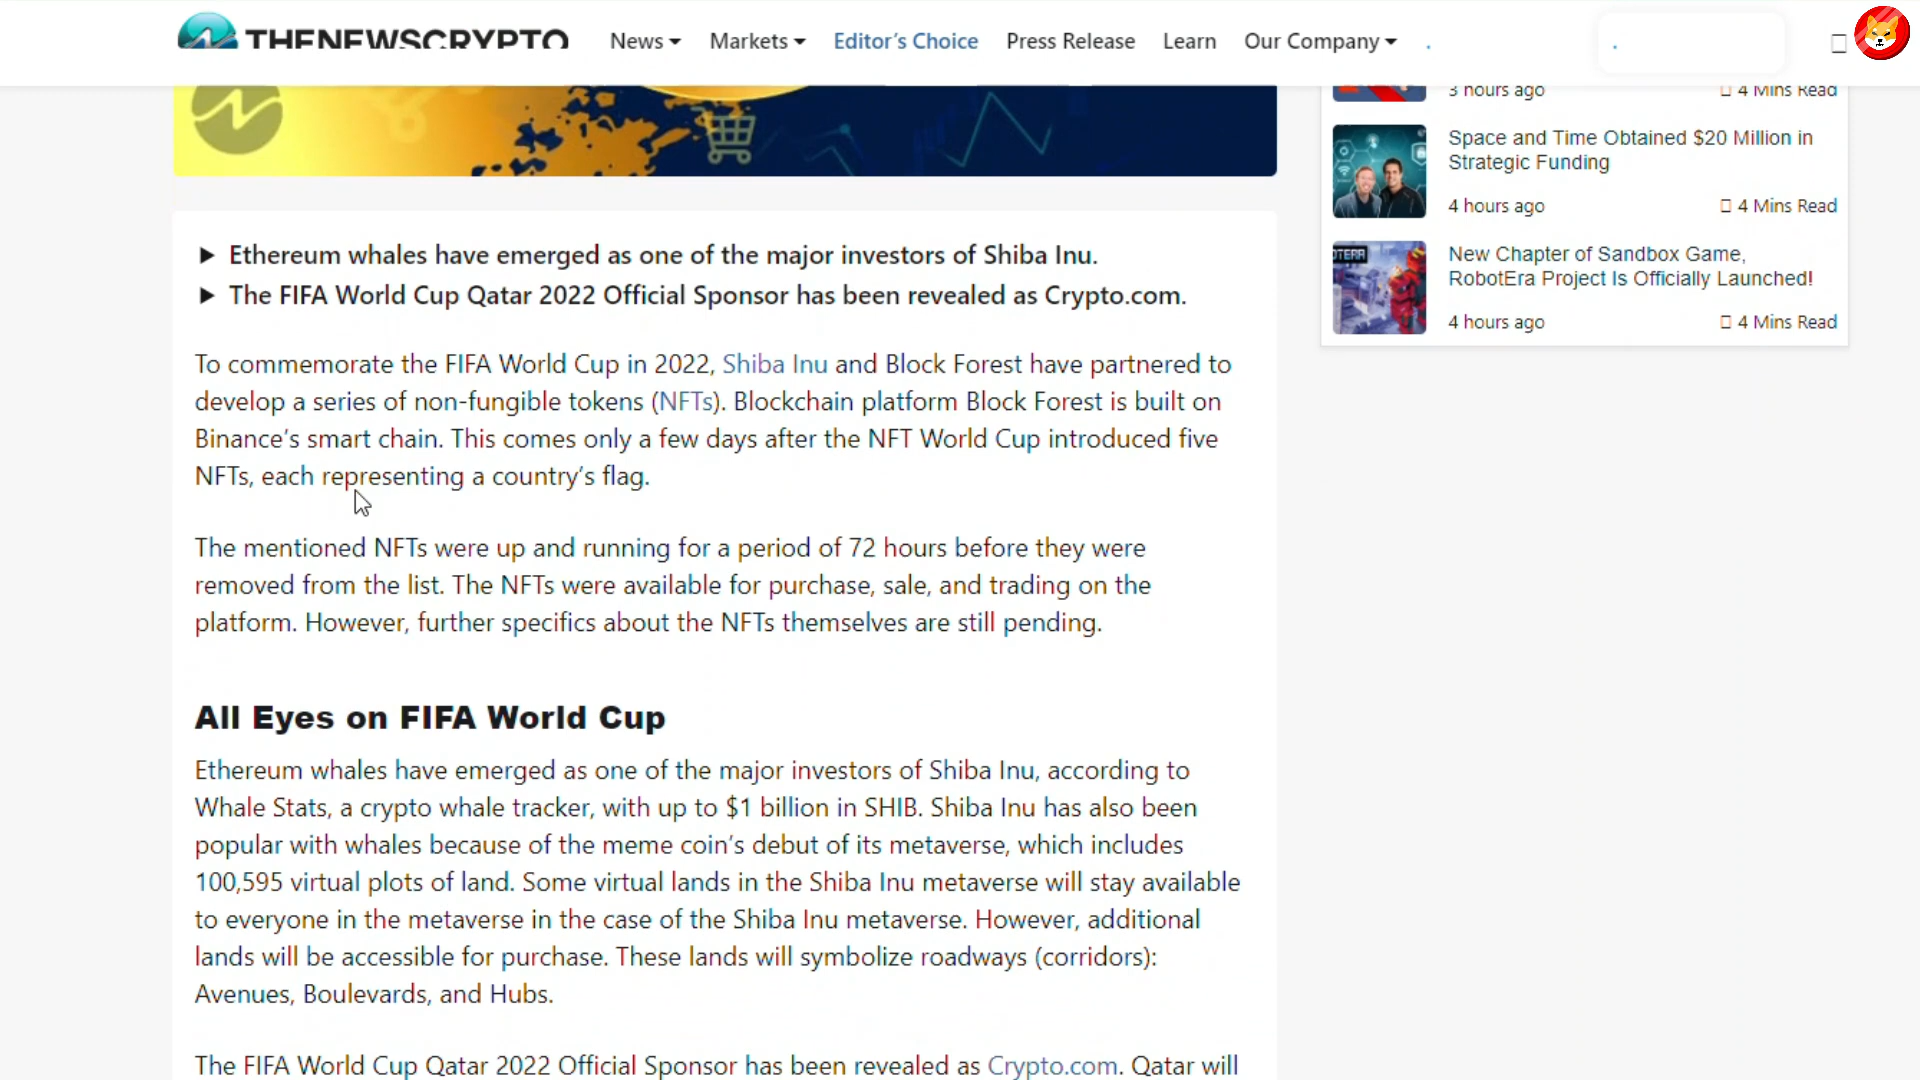 THENEWSCRYPTO
News
Markets
Editor's Choice
Press Release
Learn
Our Company
3 hours ago
4 Mins Read
Space and Time Obtained $20 Million in
Strategic Funding
4 hours ago
4 Mins Read
New Chapter of Sandbox Game,
RobotEra Project Is Officially Launched!
4 hours ago
4 Mins Read
Ethereum whales have emerged as one of the major investors of Shiba Inu.
The FIFA World Cup Qatar 2022 Official Sponsor has been revealed as Crypto.com.
To commemorate the FIFA World Cup in 2022, Shiba Inu and Block Forest have partnered to
develop a series of non-fungible tokens (NFTs). Blockchain platform Block Forest is built on
Binance's smart chain. This comes only a few days after the NFT World Cup introduced five
NFTs, each representing a country's flag.
The mentioned NFTs were up and running for a period of 72 hours before they were
removed from the list. The NFTs were available for purchase, sale, and trading on the
platform. However, further specifics about the NFTs themselves are still pending.
All Eyes on FIFA World Cup
Ethereum whales have emerged as one of the major investors of Shiba Inu, according to
Whale Stats, a crypto whale tracker, with up to $1 billion in SHIB. Shiba Inu has also been
popular with whales because of the meme coin's debut of its metaverse, which includes
100,595 virtual plots of land. Some virtual lands in the Shiba Inu metaverse will stay available
to everyone in the metaverse in the case of the Shiba Inu metaverse. However, additional
lands will be accessible for purchase. These lands will symbolize roadways (corridors):
Avenues, Boulevards, and Hubs.
The FIFA World Cup Qatar 2022 Official Sponsor has been revealed as Crypto.com. Qatar will